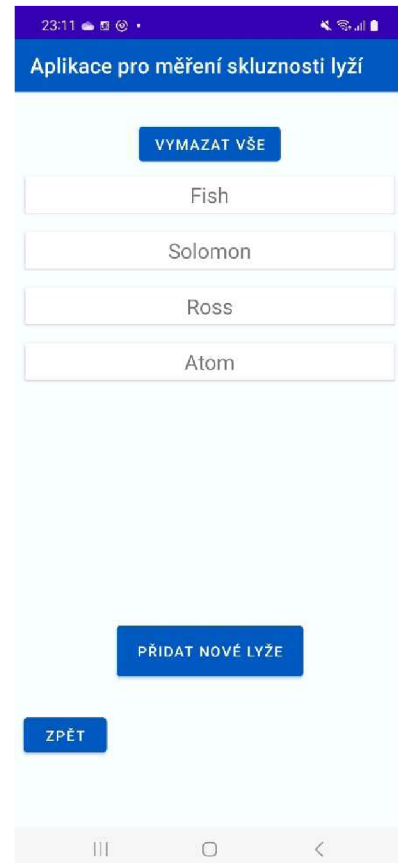 23:11
Aplikace pro měření skluznosti lyží
VYMAZAT VŠE
Fish
Solomon
Ross
Atom
PŘIDAT NOVÉ LYŽE
ZPĚT